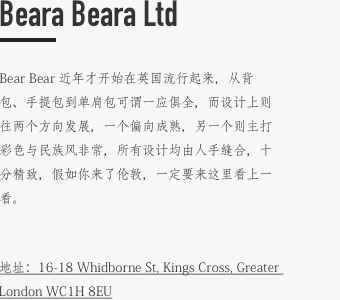 Beara Beara Ltd
Bear Bear 近年才开始在英国流行起来，从背
包、手提包到单肩包可谓一应俱全，而设计上则
往两个方向发展，一个偏向成熟，另一个则主打
彩色与民族风非常，所有设计均由人手缝合，十
分精致，假如你来了伦敦，一定要来这里看上一
看。
地址：16-18 Whidborne St, Kings Cross, Greater
London WC1H 8EU